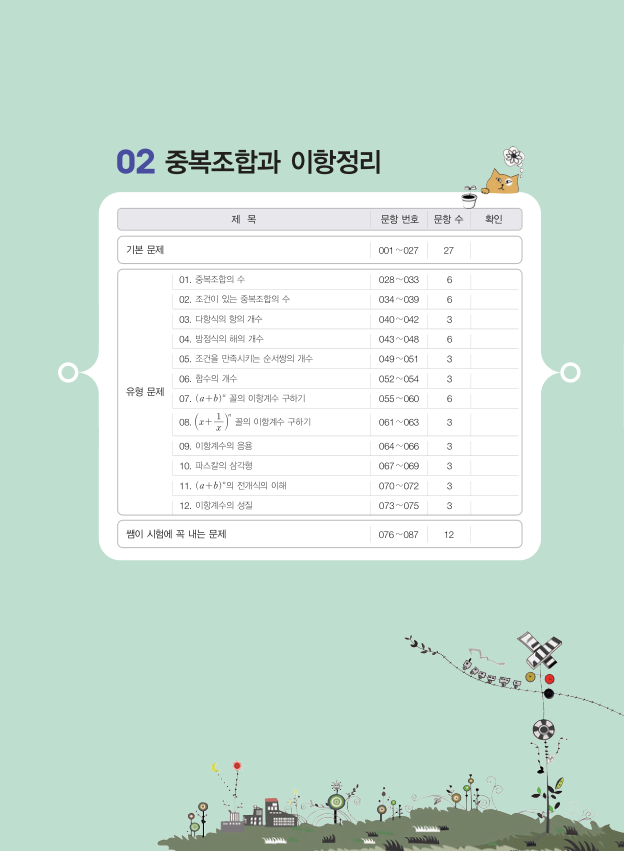 02 중복조합과 이항정리
제 목 문항 번호 문항 수 확인
기본 문제 001~027 27
유형 문제
01. 중복조합의 수 028~033 6
02. 조건이 있는 중복조합의 수 034~039 6
03. 다항식의 항의 개수 040~042 3
04. 방정식의 해의 개수 043~048 6
05. 조건을 만족시키는 순서쌍의 개수 049~051 3
06. 함수의 개수 052~054 3
07. (a+b)ⁿ 꼴의 이항계수 구하기 055~060 6
08. (x+1/x)ⁿ 꼴의 이항계수 구하기 061~063 3
09. 이항계수의 응용 064~066 3
10. 파스칼의 삼각형 067~069 3
11. (a+b)ⁿ의 전개식의 이해 070~072 3
12. 이항계수의 성질 073~075 3
쌤이 시험에 꼭 내는 문제 076~087 12